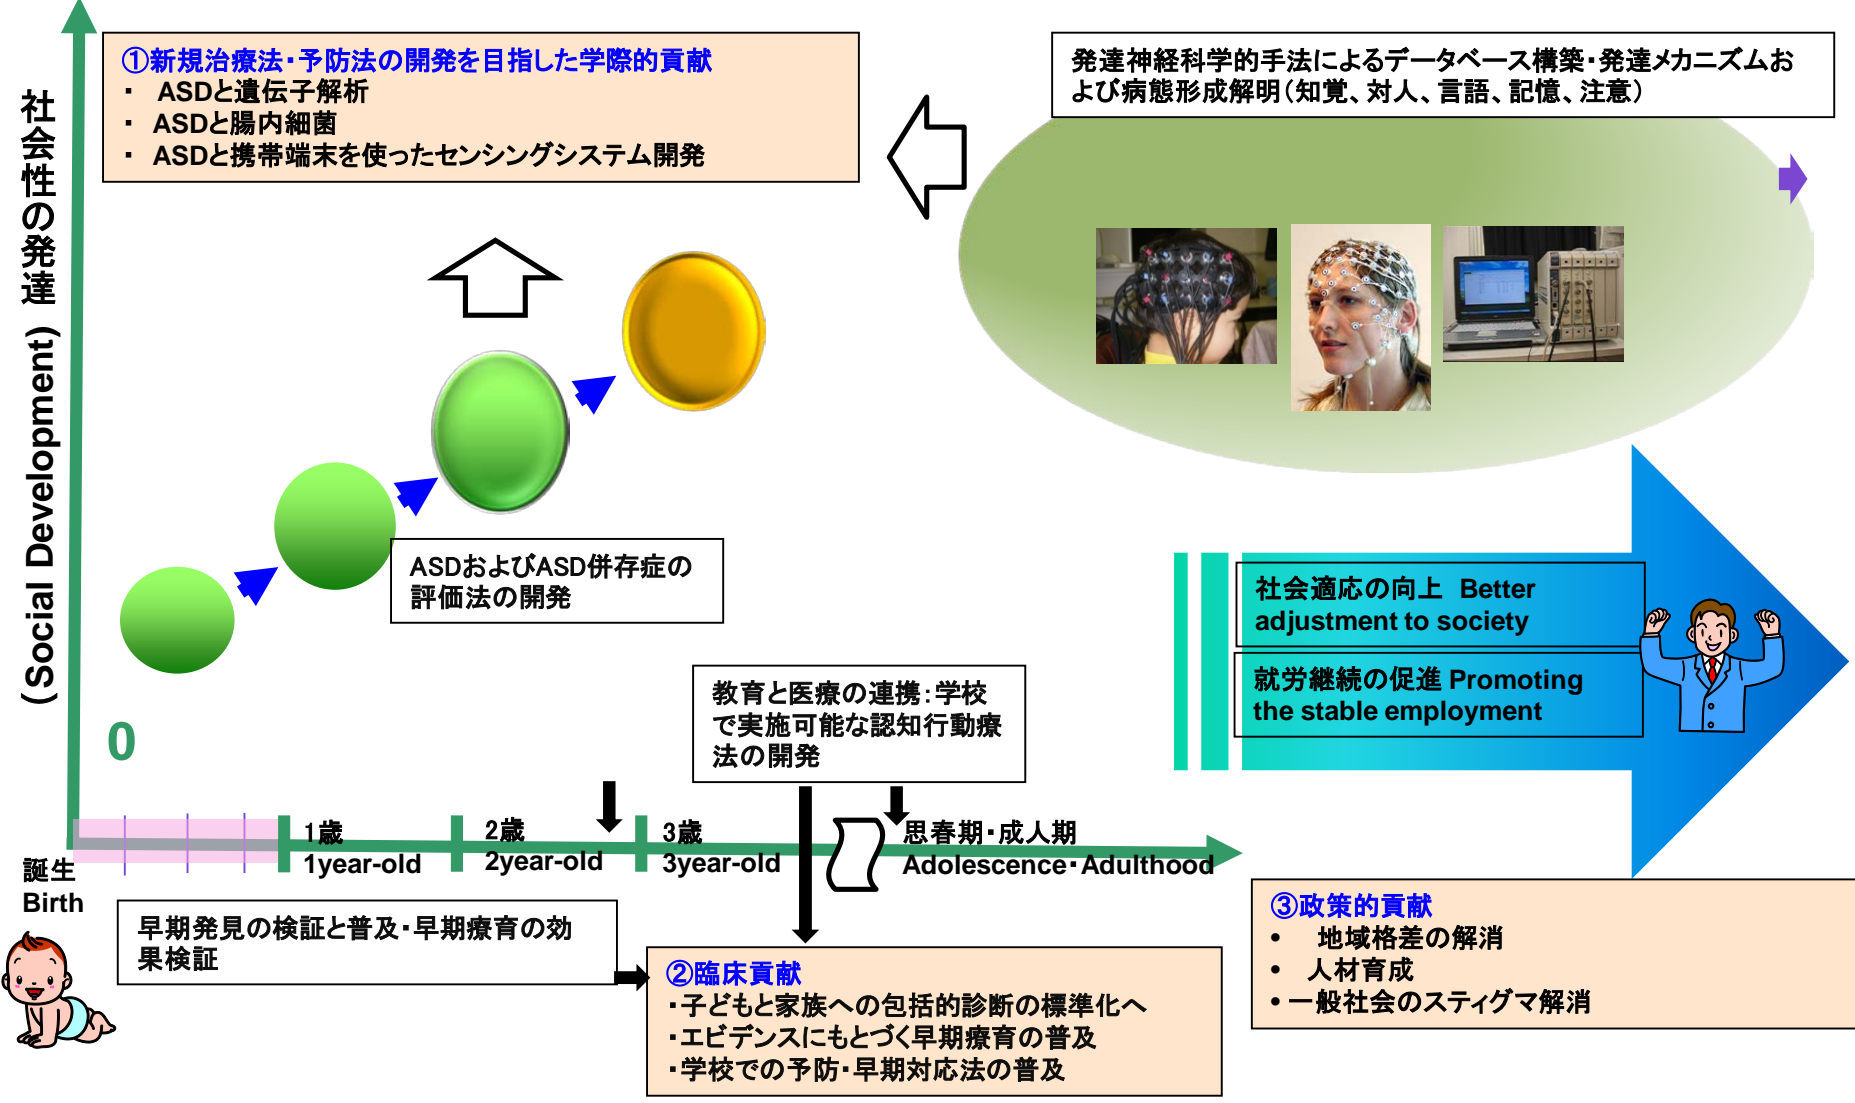 ①新規治療法・予防法の開発を目指した学際的貢献
・ ASDと遺伝子解析
・ ASDと腸内細菌
・ ASDと携帯端末を使ったセンシングシステム開発
発達神経科学的手法によるデータベース構築・発達メカニズムお
よび病態形成解明（知覚、対人、言語、記憶、注意）
社会性の発達
(Social Development)
ASDおよびASD併存症の
評価法の開発
社会適応の向上 Better
adjustment to society
就労継続の促進 Promoting
the stable employment
教育と医療の連携：学校
で実施可能な認知行動療
法の開発
0
1歳
1year-old
2歳
2year-old
3歳
3year-old
思春期・成人期
Adolescence・Adulthood
誕生
Birth
早期発見の検証と普及・早期療育の効
果検証
②臨床貢献
・子どもと家族への包括的診断の標準化へ
・エビデンスにもとづく早期療育の普及
・学校での予防・早期対応法の普及
③政策的貢献
• 地域格差の解消
• 人材育成
• 一般社会のスティグマ解消